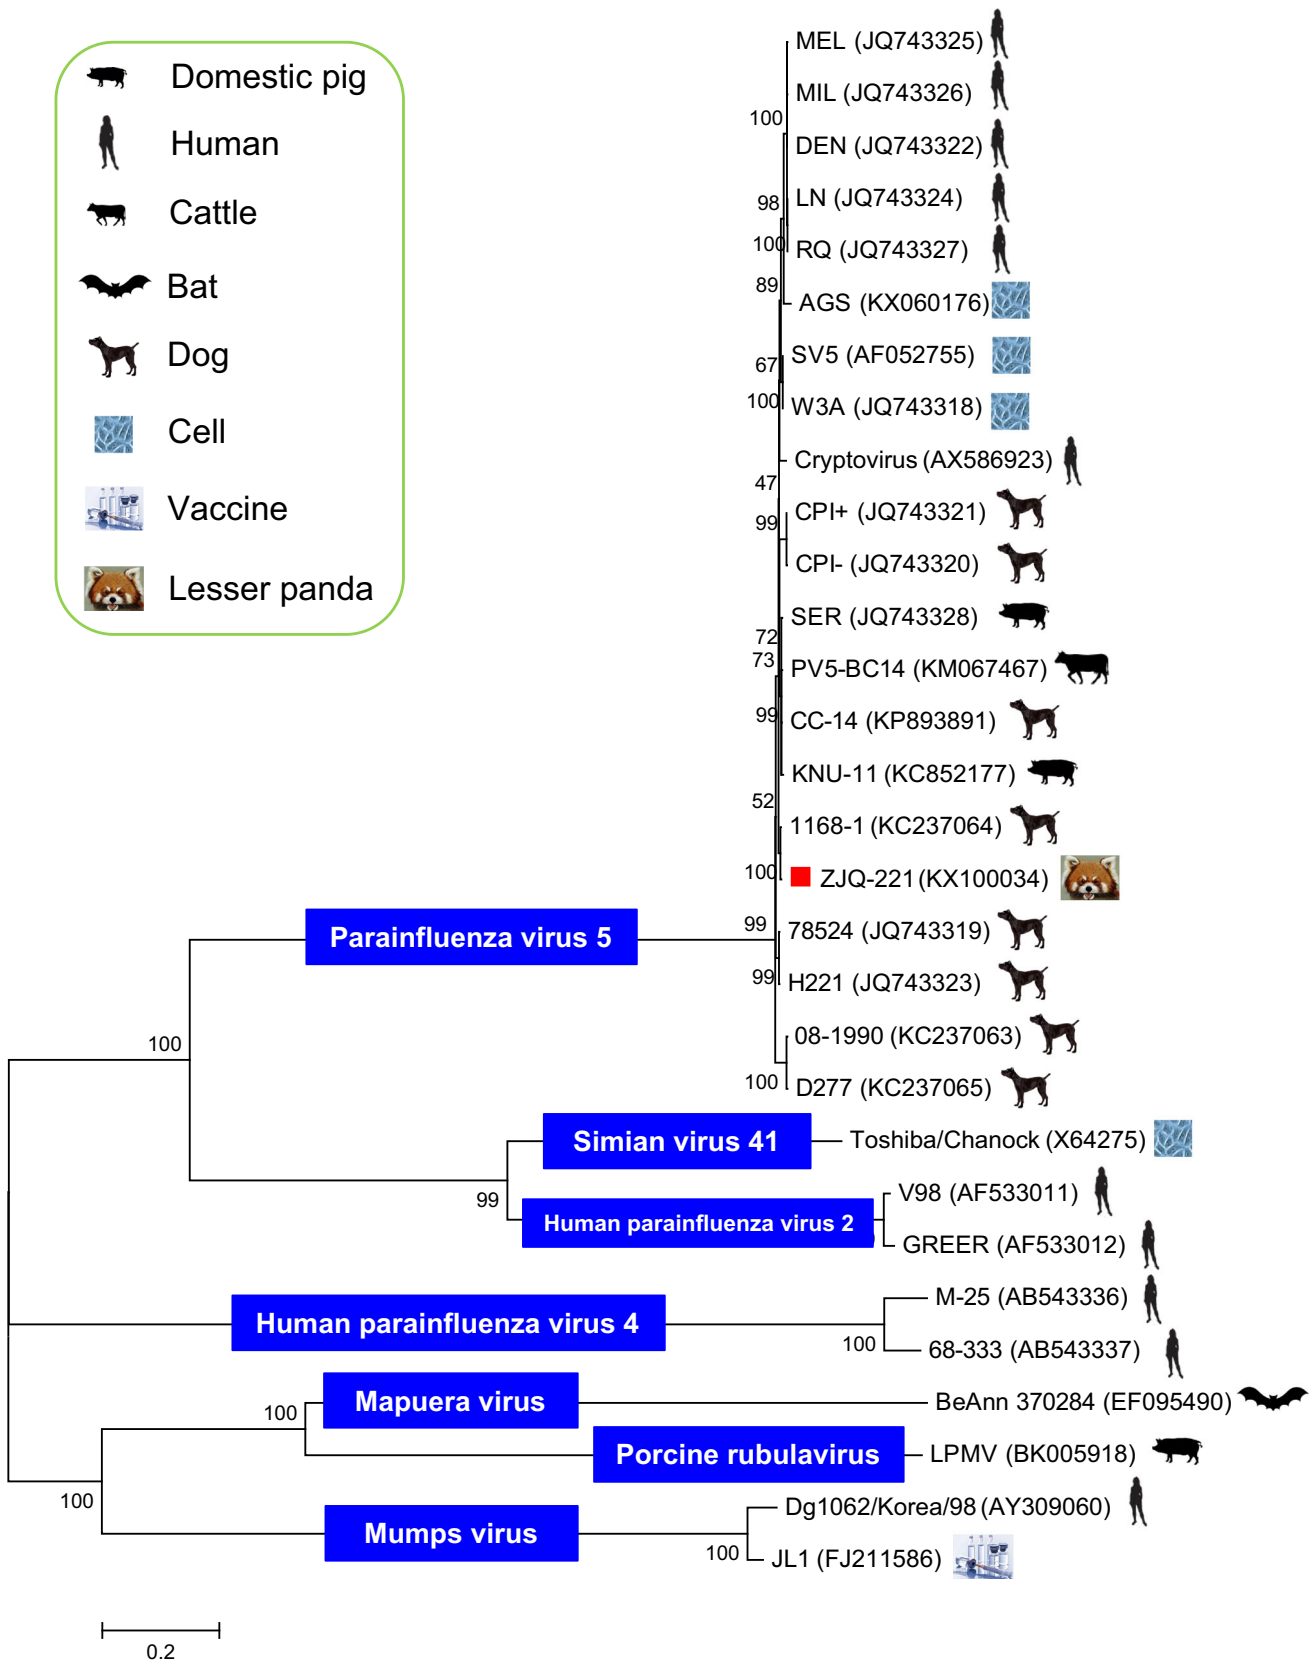 Domestic pig
Human
Cattle
Bat
Dog
Cell
Vaccine
Lesser panda
MEL (JQ743325)
MIL (JQ743326)
100
DEN (JQ743322)
LN (JQ743324)
98
100
RQ (JQ743327)
89
AGS (KX060176)
SV5 (AF052755)
67
100
W3A (JQ743318)
Cryptovirus (AX586923)
47
CPI+ (JQ743321)
99
CPI- (JQ743320)
SER (JQ743328)
72
73
PV5-BC14 (KM067467)
99
CC-14 (KP893891)
KNU-11 (KC852177)
52
1168-1 (KC237064)
100
ZJQ-221 (KX100034)
99
78524 (JQ743319)
Parainfluenza virus 5
99
H221 (JQ743323)
08-1990 (KC237063)
100
100
D277 (KC237065)
Simian virus 41
Toshiba/Chanock (X64275)
99
V98 (AF533011)
Human parainfluenza virus 2
GREER (AF533012)
M-25 (AB543336)
Human parainfluenza virus 4
100
68-333 (AB543337)
Mapuera virus
BeAnn 370284 (EF095490)
100
Porcine rubulavirus
LPMV (BK005918)
100
Dg1062/Korea/98 (AY309060)
Mumps virus
100
JL1 (FJ211586)
0.2